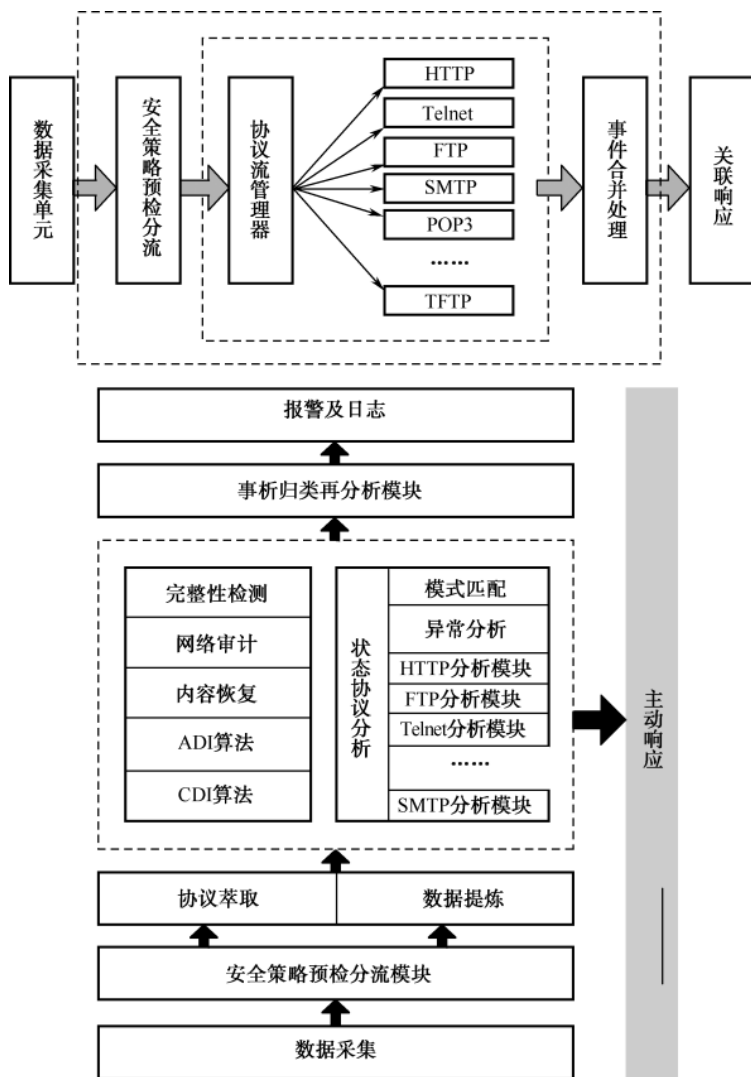 数据采集单元
安全策略预检分流
协议流管理器
HTTP
Telnet
FTP
SMTP
POP3
……
TFTP
事件合并处理
关联响应
报警及日志
事析归类再分析模块
完整性检测
网络审计
内容恢复
ADI算法
CDI算法
状态协议分析
模式匹配
异常分析
HTTP分析模块
FTP分析模块
Telnet分析模块
……
SMTP分析模块
主动响应
协议萃取
数据提炼
安全策略预检分流模块
数据采集